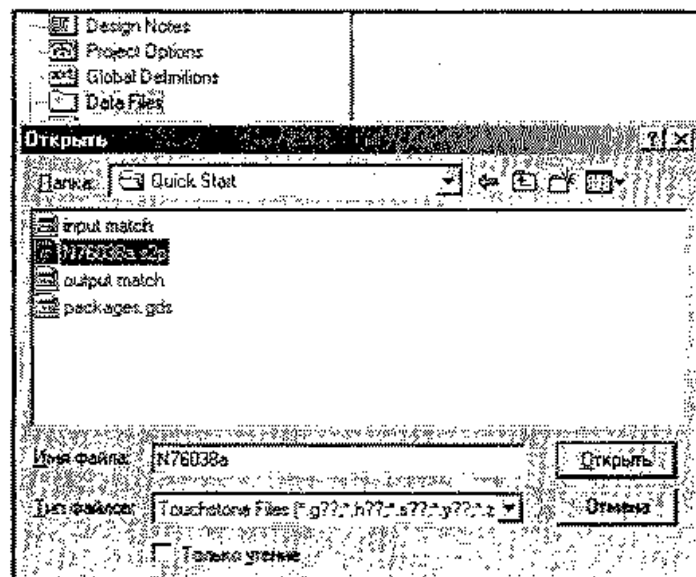 Design Notes
Project Options
Global Definitions
Data Files
Открыть
Папка: Quick Start
input match
N76038a.s2p
output match
packages.gds
Имя файла: N76038a Открыть
Тип файлов: Touchstone Files (*.g??;*.h??;*.s??;*.y??;*.z Отмена
Только чтение